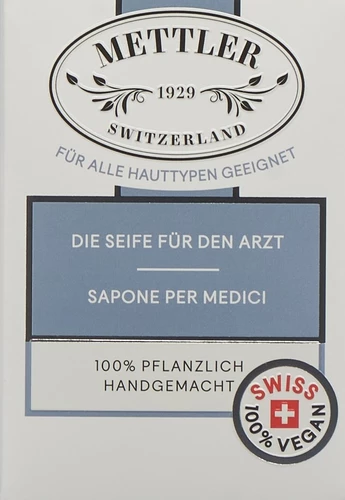 METTLER
1929
SWITZERLAND
FÜR ALLE HAUTTYPEN GEEIGNET
DIE SEIFE FÜR DEN ARZT
SAPONE PER MEDICI
100% PFLANZLICH
HANDGEMACHT
SWISS
100% VEGAN